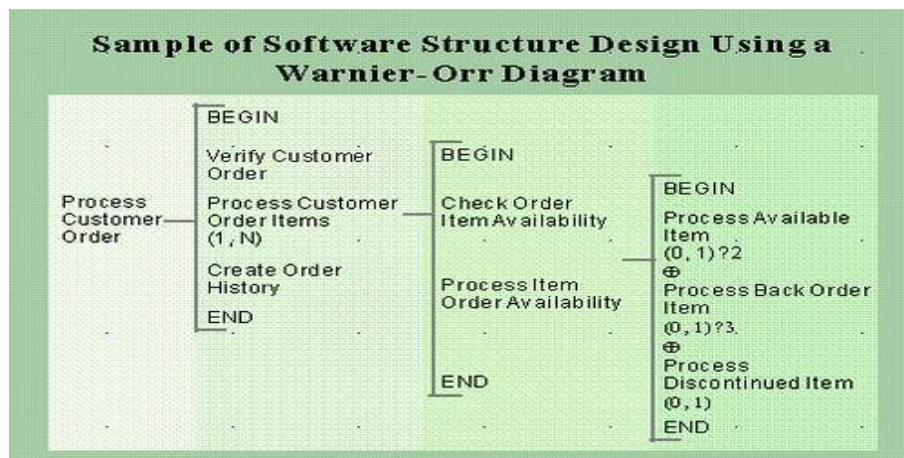 Sample of Software Structure Design Using a
Warnier-Orr Diagram
Process
Customer
Order
BEGIN
Verify Customer
Order
Process Customer
Order Items
(1, N)
Create Order
History
END
BEGIN
Check Order
Item Availability
Process Item
Order Availability
END
BEGIN
Process Available
Item
(0, 1)?2
⊕
Process Back Order
Item
(0, 1)?3
⊕
Process
Discontinued Item
(0, 1)
END